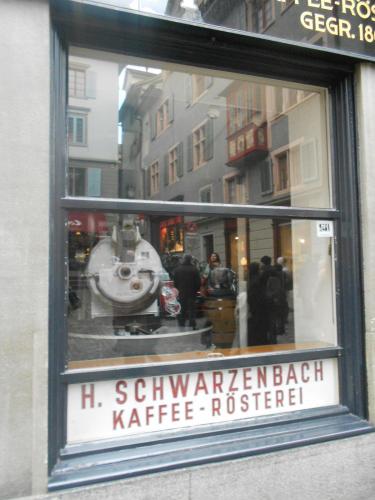 GEGR. 18
H. SCHWARZENBACH
KAFFEE-RÖSTEREI